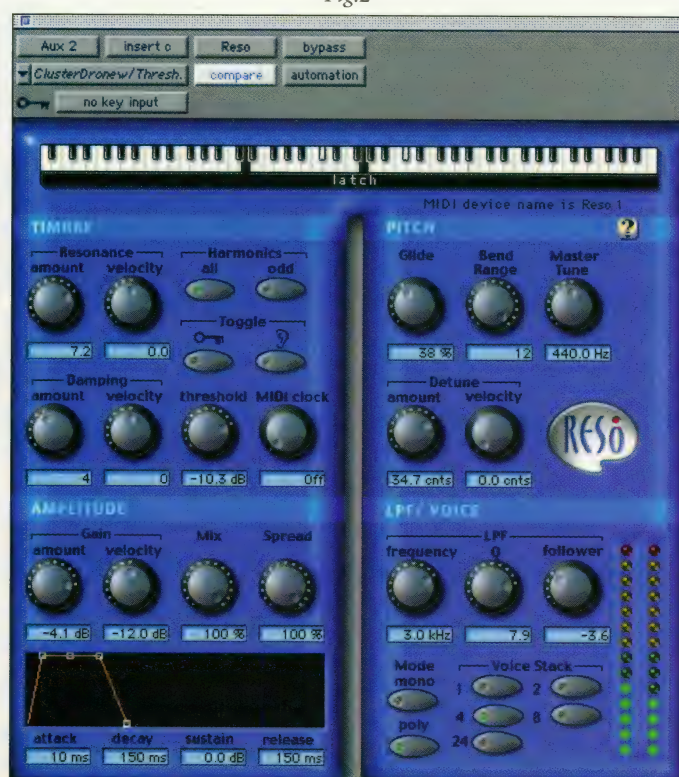 Fig.2
Aux 2 insert c Reso bypass
ClusterDronew/Thresh. compare automation
no key input
latch
MIDI device name is Reso 1
TIMBRE
Resonance Harmonics
amount velocity all odd
7.2 0.0
Toggle
Damping
amount velocity threshold MIDI clock
4 0 -10.3 dB Off
PITCH ?
Glide Bend Range Master Tune
38 % 12 440.0 Hz
Detune
amount velocity
34.7 cnts 0.0 cnts
RESo
AMPLITUDE
Gain Mix Spread
amount velocity
-4.1 dB -12.0 dB 100 % 100 %
attack decay sustain release
10 ms 150 ms 0.0 dB 150 ms
LPF/ VOICE
LPF
frequency Q follower
3.0 kHz 7.9 -3.6
Mode Voice Stack
mono 1 2
poly 4 8
24